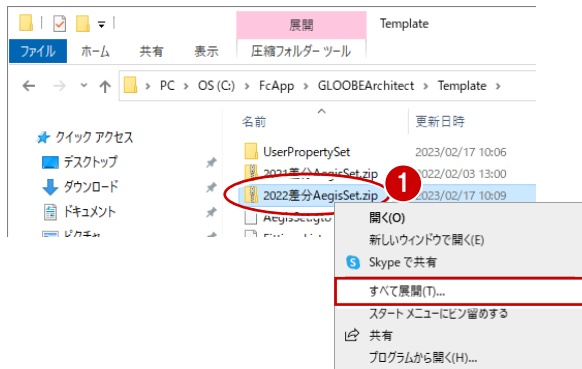 展開
Template
ファイル ホーム 共有 表示 圧縮フォルダー ツール
PC › OS (C:) › FcApp › GLOOBEArchitect › Template ›
名前 更新日時
クイック アクセス
デスクトップ
ダウンロード
ドキュメント
ピクチャ
UserPropertySet 2023/02/17 10:06
2021差分AegisSet.zip 2022/02/03 13:00
2022差分AegisSet.zip 2023/02/17 10:09
1
開く(O)
新しいウィンドウで開く(E)
Skype で共有
すべて展開(T)...
スタート メニューにピン留めする
共有
プログラムから開く(H)...